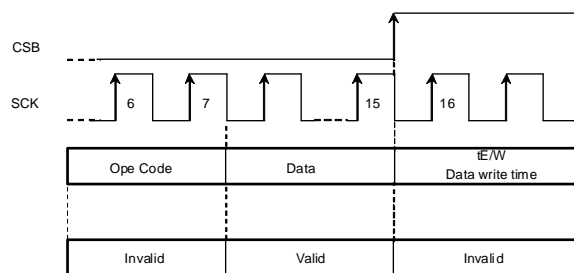 CSB
SCK
6
7
15
16
Ope Code
Data
tE/W
Data write time
Invalid
Valid
Invalid